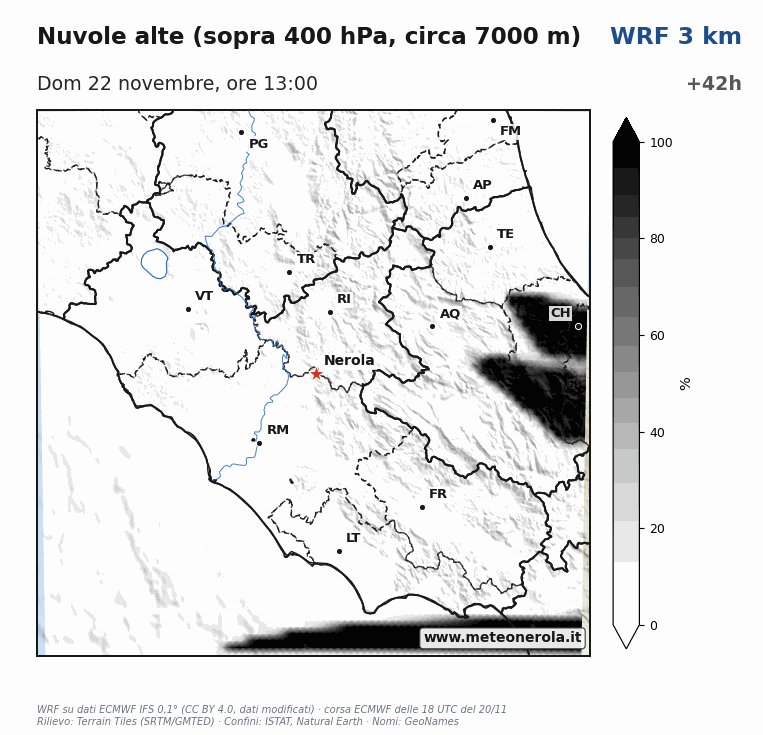 Nuvole alte (sopra 400 hPa, circa 7000 m) WRF 3 km
Dom 22 novembre, ore 13:00 +42h
FM
PG
AP
TE
TR
VT
RI
AQ
CH
Nerola
RM
FR
LT
www.meteonerola.it
100
80
60
40
20
0
%
WRF su dati ECMWF IFS 0,1° (CC BY 4.0, dati modificati) · corsa ECMWF delle 18 UTC del 20/11
Rilievo: Terrain Tiles (SRTM/GMTED) · Confini: ISTAT, Natural Earth · Nomi: GeoNames